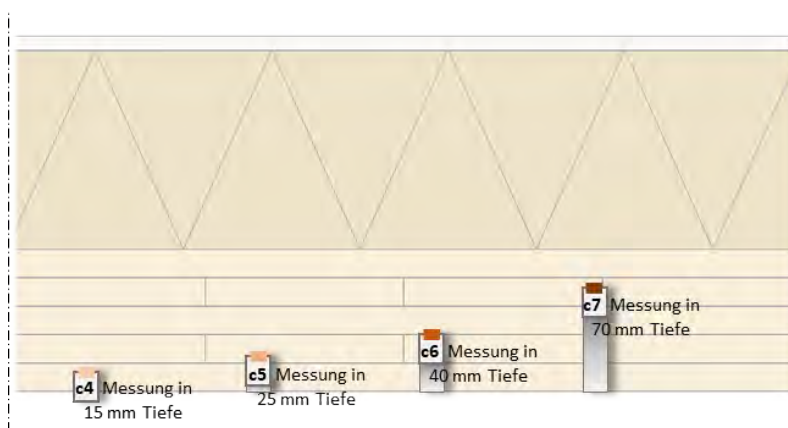 c4 Messung in
15 mm Tiefe
c5 Messung in
25 mm Tiefe
c6 Messung in
40 mm Tiefe
c7 Messung in
70 mm Tiefe